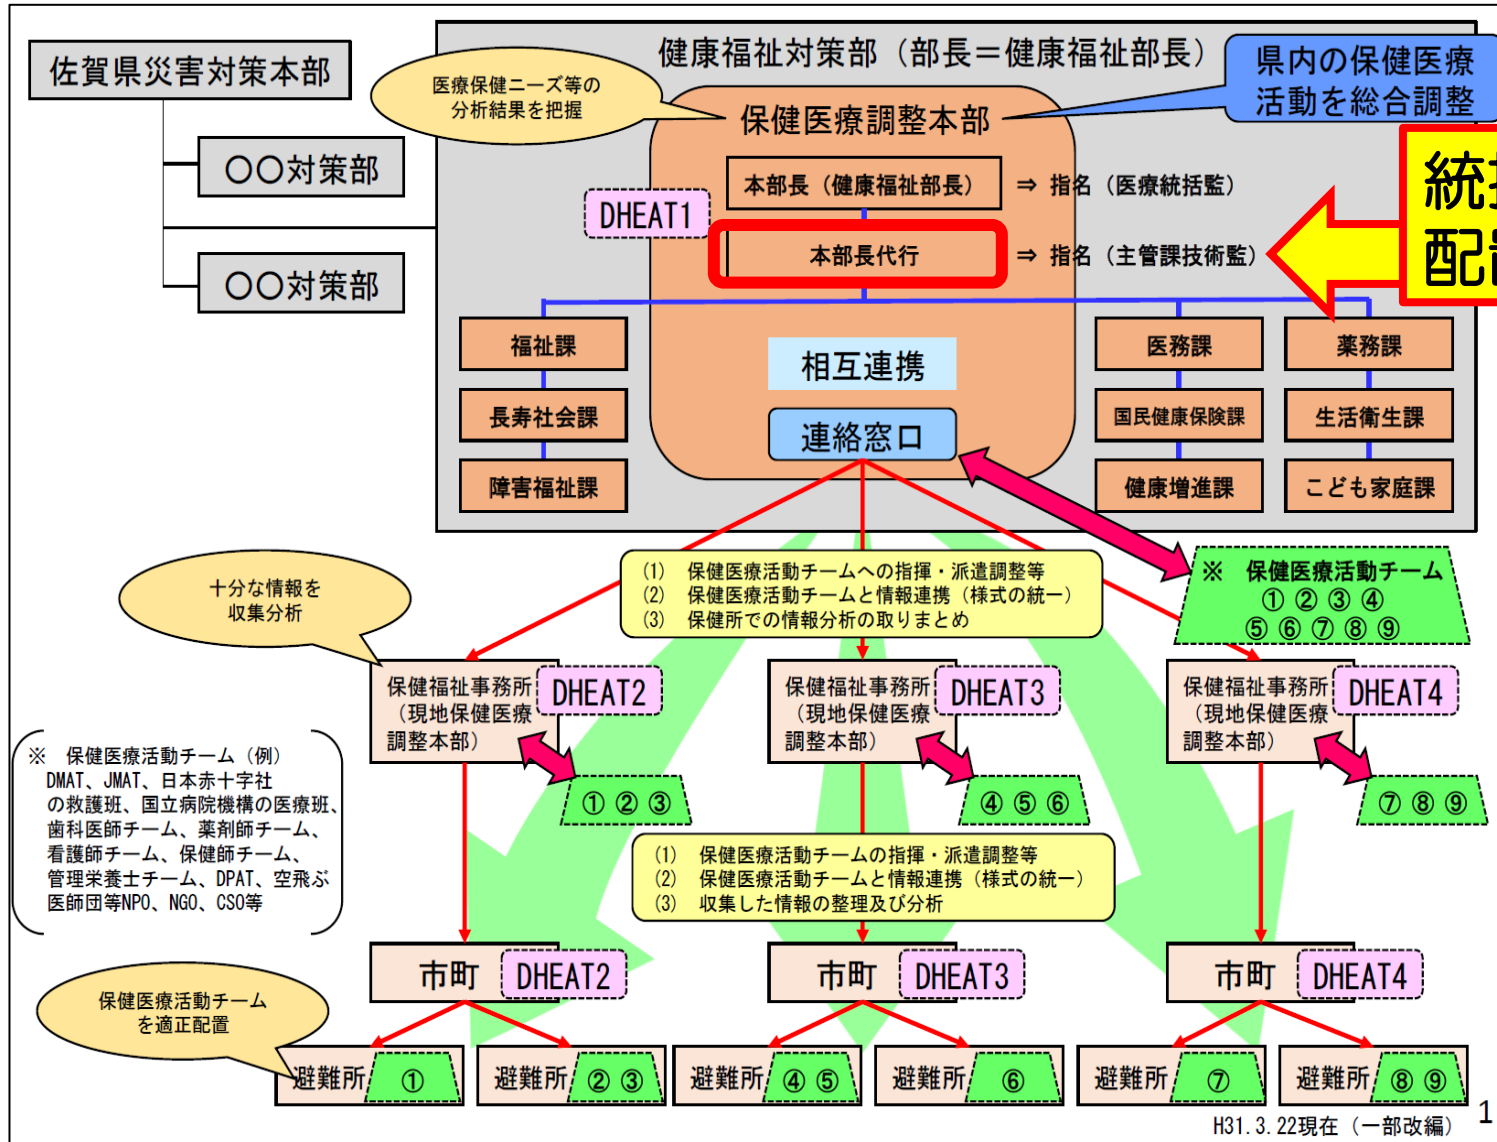 佐賀県災害対策本部
〇〇対策部
〇〇対策部
健康福祉対策部（部長＝健康福祉部長）
医療保健ニーズ等の
分析結果を把握
県内の保健医療
活動を総合調整
保健医療調整本部
本部長（健康福祉部長）
⇒ 指名（医療統括監）
DHEAT1
本部長代行
⇒ 指名（主管課技術監）
統
配
福祉課
長寿社会課
障害福祉課
相互連携
連絡窓口
医務課
国民健康保険課
健康増進課
薬務課
生活衛生課
こども家庭課
十分な情報を
収集分析
(1) 保健医療活動チームへの指揮・派遣調整等
(2) 保健医療活動チームと情報連携（様式の統一）
(3) 保健所での情報分析の取りまとめ
※ 保健医療活動チーム
① ② ③ ④
⑤ ⑥ ⑦ ⑧ ⑨
保健福祉事務所
（現地保健医療
調整本部）
DHEAT2
① ② ③
保健福祉事務所
（現地保健医療
調整本部）
DHEAT3
④ ⑤ ⑥
保健福祉事務所
（現地保健医療
調整本部）
DHEAT4
⑦ ⑧ ⑨
※ 保健医療活動チーム（例）
DMAT、JMAT、日本赤十字社
の救護班、国立病院機構の医療班、
歯科医師チーム、薬剤師チーム、
看護師チーム、保健師チーム、
管理栄養士チーム、DPAT、空飛ぶ
医師団等NPO、NGO、CSO等
(1) 保健医療活動チームの指揮・派遣調整等
(2) 保健医療活動チームと情報連携（様式の統一）
(3) 収集した情報の整理及び分析
市町
DHEAT2
市町
DHEAT3
市町
DHEAT4
保健医療活動チーム
を適正配置
避難所 ①
避難所 ② ③
避難所 ④ ⑤
避難所 ⑥
避難所 ⑦
避難所 ⑧ ⑨
H31.3.22現在（一部改編）
1